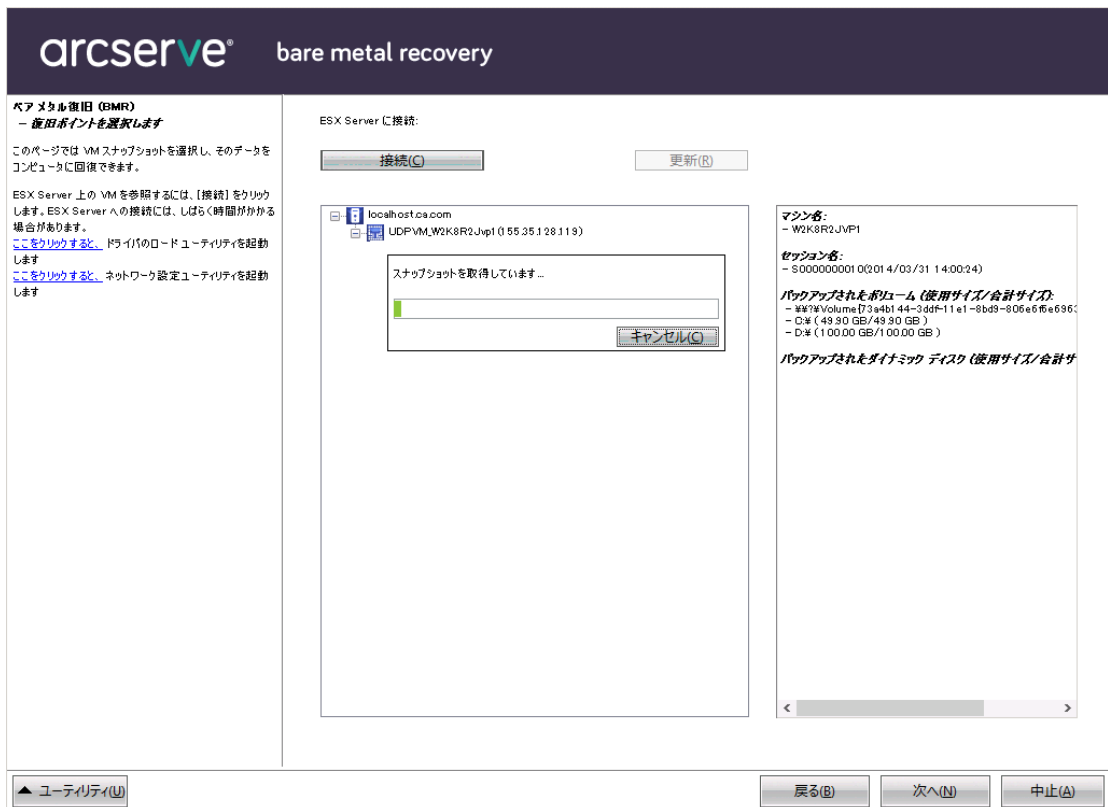 arcserve® bare metal recovery
ベア メタル復旧 (BMR)
- 復旧ポイントを選択します
このページでは VM スナップショットを選択し、そのデータを
コンピュータに回復できます。
ESX Server 上の VM を参照するには、[接続] をクリック
します。ESX Server への接続には、しばらく時間がかかる
場合があります。
ここをクリックすると、 ドライバのロード ユーティリティを起動
します
ここをクリックすると、 ネットワーク設定ユーティリティを起動
します
ESX Server に接続:
接続(C)
更新(R)
localhost.ca.com
UDPVM_W2K8R2Jvp1(155.35.128.119)
スナップショットを取得しています...
キャンセル(C)
マシン名:
- W2K8R2JVP1
セッション名:
- S0000000010(2014/03/31 14:00:24)
バックアップされたボリューム (使用サイズ/合計サイズ):
- ¥¥?¥Volume{73a4b144-3ddf-11e1-8bd9-806e6f6e6963
- C:¥ (49.90 GB/49.90 GB )
- D:¥ (100.00 GB/100.00 GB )
バックアップされたダイナミック ディスク (使用サイズ/合計サ
ユーティリティ(U)
戻る(B)
次へ(N)
中止(A)